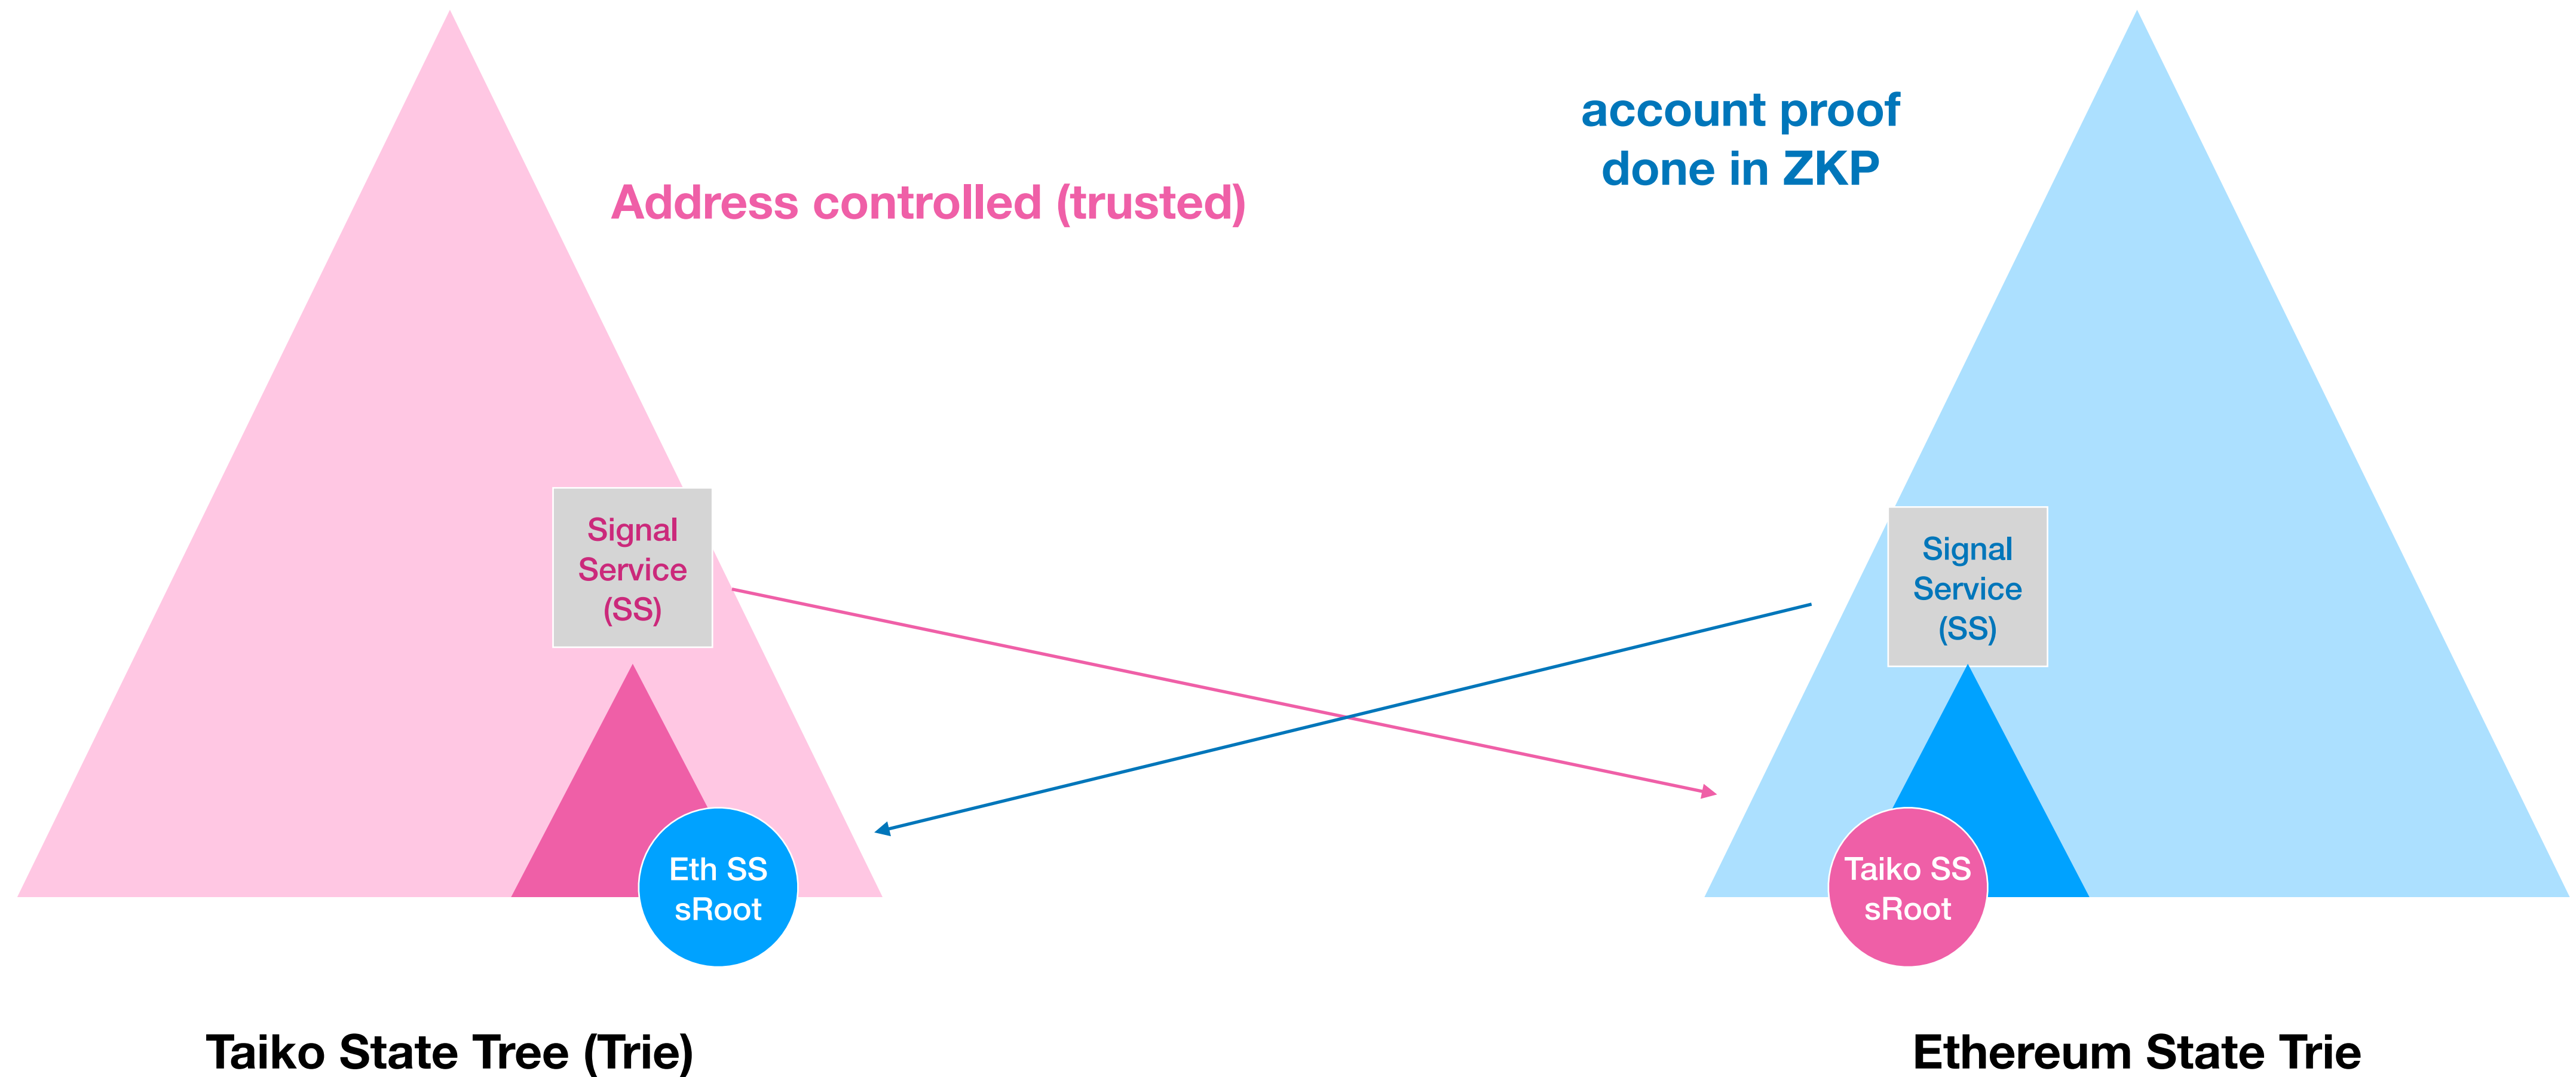 account proof
done in ZKP
Address controlled (trusted)
Signal
Service
(SS)
Signal
Service
(SS)
Eth SS
sRoot
Taiko SS
sRoot
Taiko State Tree (Trie)
Ethereum State Trie